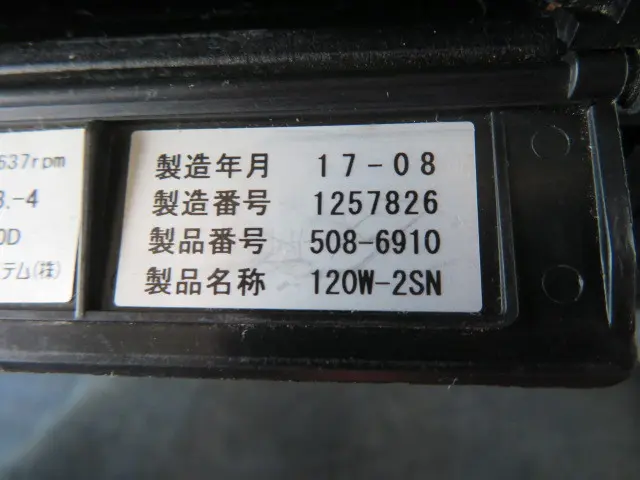 637rpm
3.-4
0D
テム(株)
製造年月 17-08
製造番号 1257826
製品番号 508-6910
製品名称 120W-2SN